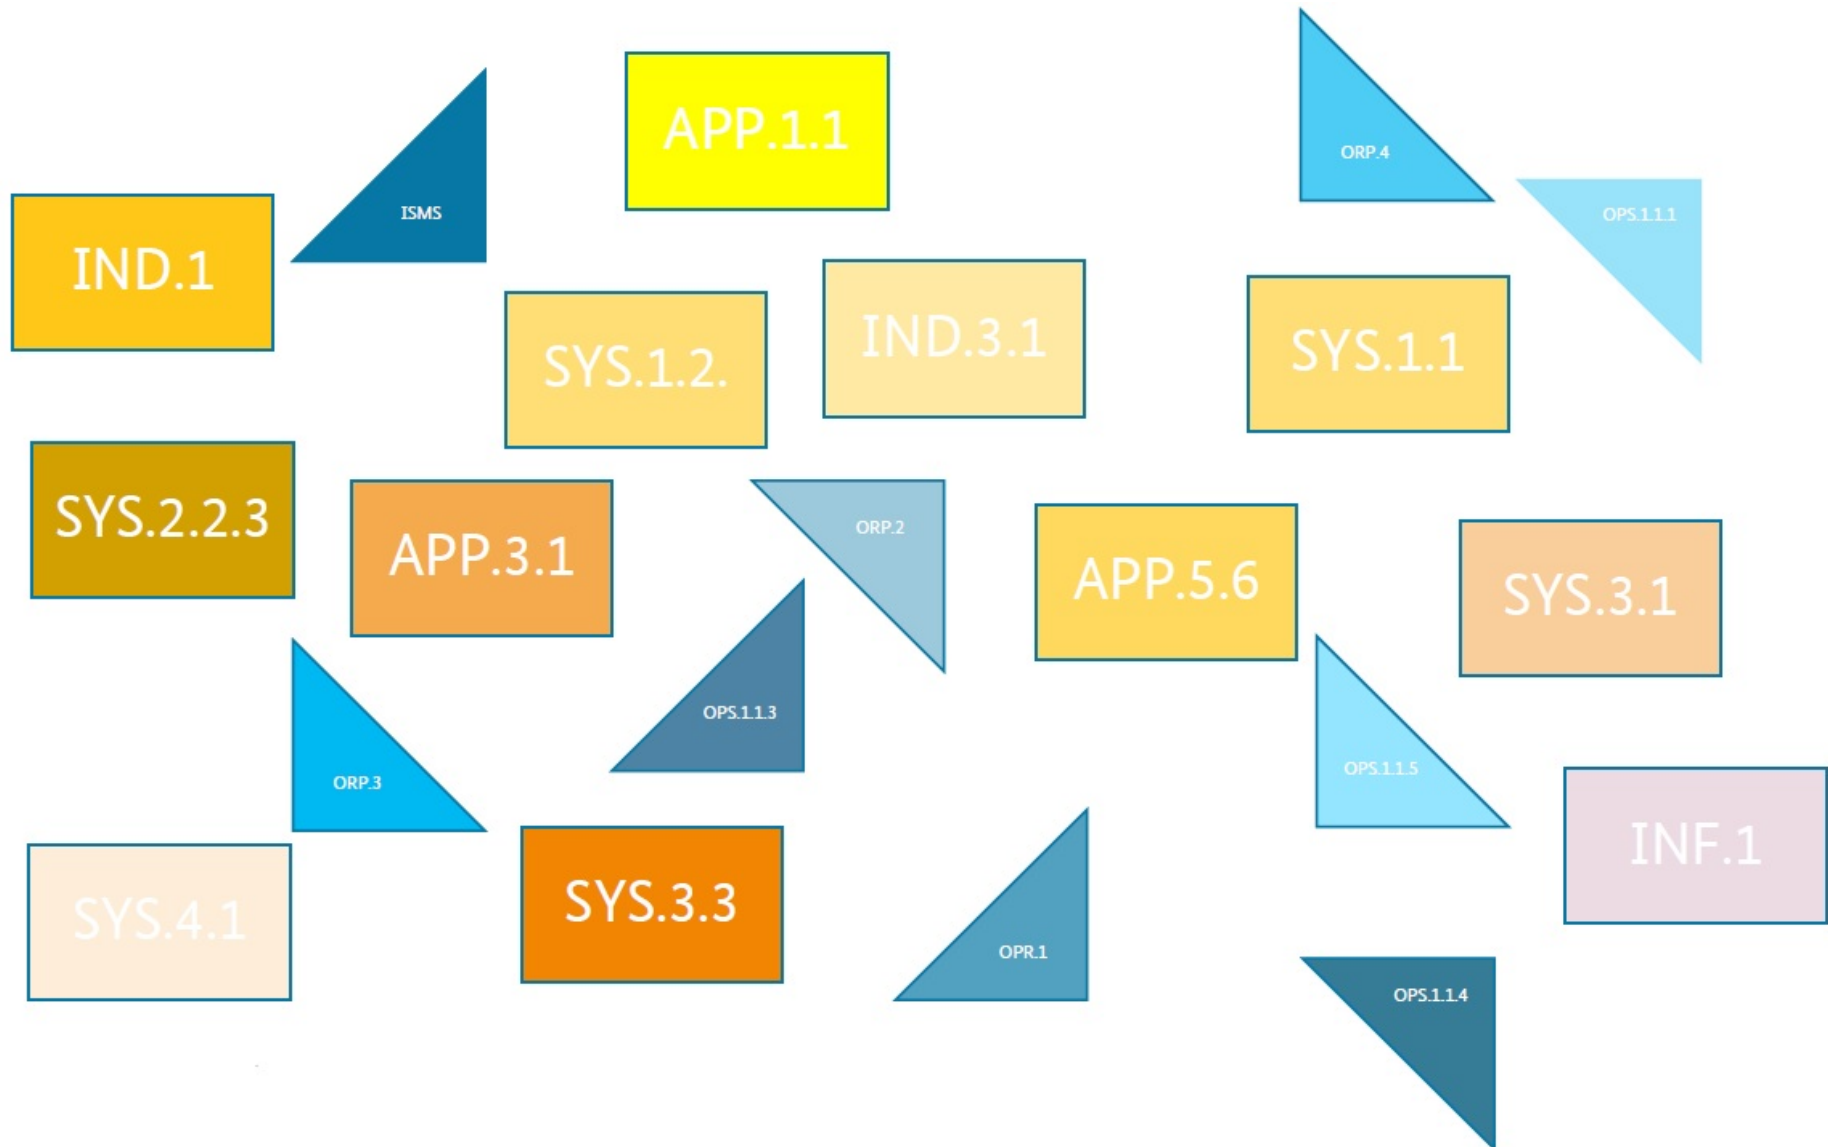 APP.1.1
ORP.4
ISMS
OPS.1.1.1
IND.1
IND.3.1
SYS.1.1
SYS.1.2.
SYS.2.2.3
ORP.2
APP.3.1
APP.5.6
SYS.3.1
OPS.1.1.3
OPS.1.1.5
ORP.3
INF.1
SYS.3.3
SYS.4.1
OPR.1
OPS.1.1.4